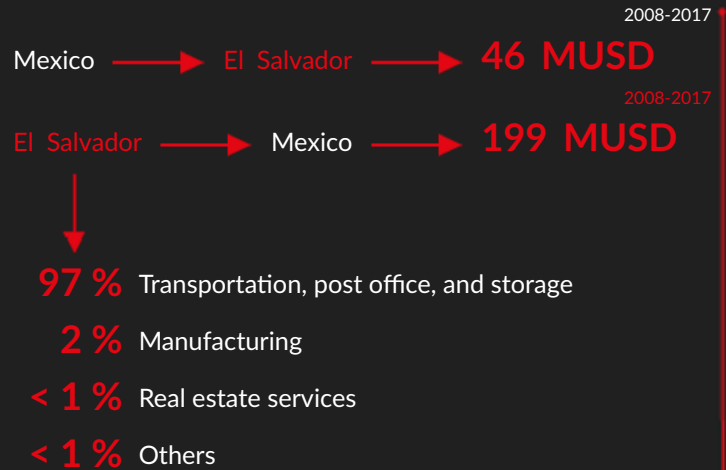 2008-2017
Mexico El Salvador 46 MUSD
2008-2017
El Salvador Mexico 199 MUSD
97 % Transportation, post office, and storage
2 % Manufacturing
< 1 % Real estate services
< 1 % Others